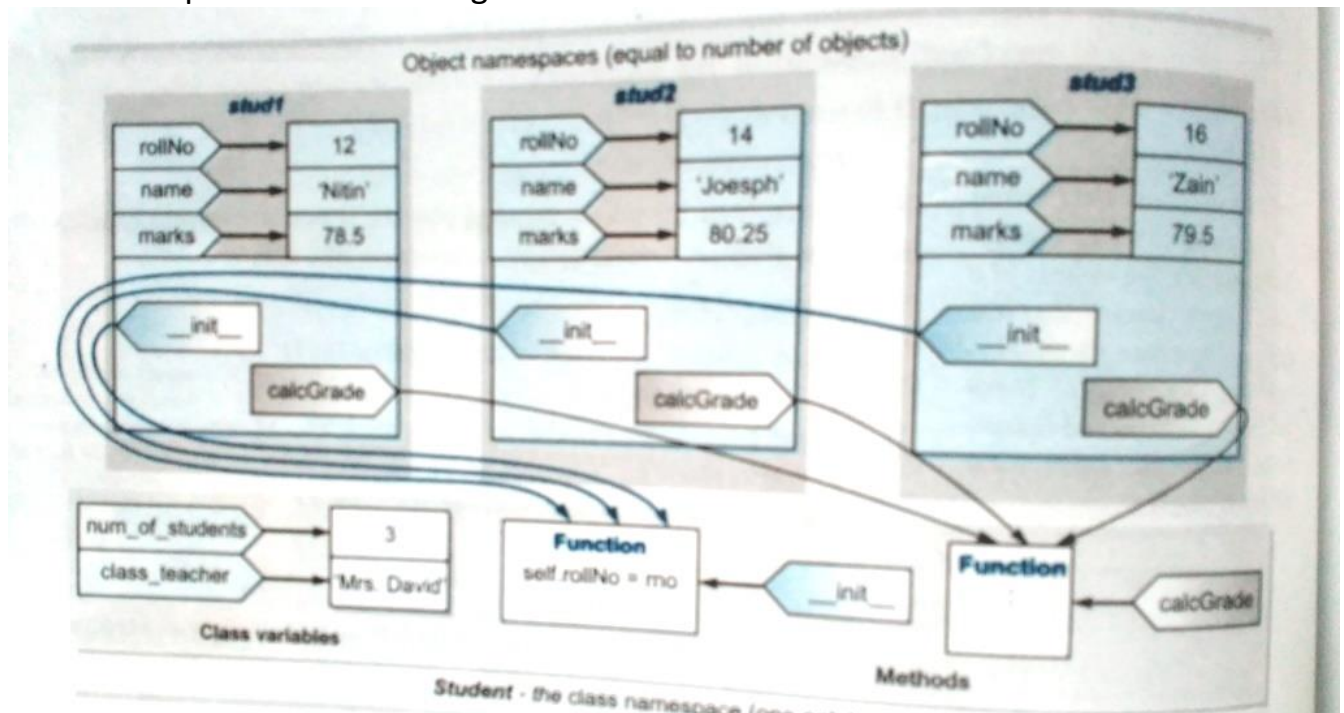 Object namespaces (equal to number of objects)
stud1
rollNo
12
name
'Nitin'
marks
78.5
__init__
calcGrade
stud2
rollNo
14
name
'Joesph'
marks
80.25
__init__
calcGrade
stud3
rollNo
16
name
'Zain'
marks
79.5
__init__
calcGrade
num_of_students
3
class_teacher
'Mrs. David'
Class variables
Function
self.rollNo = rno
__init__
Function
:
calcGrade
Methods
Student - the class namespace